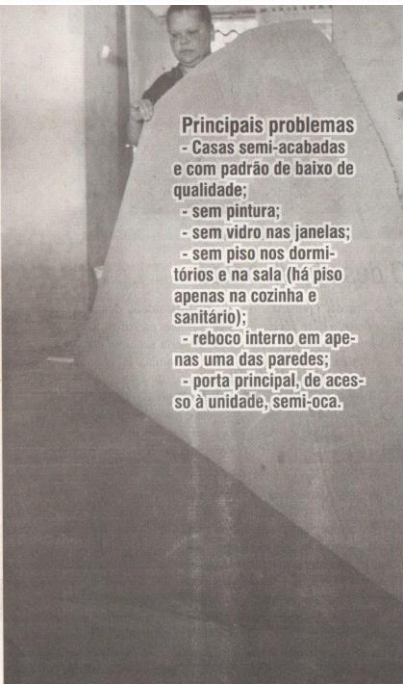 Principais problemas
- Casas semi-acabadas
e com padrão de baixo de
qualidade;
- sem pintura;
- sem vidro nas janelas;
- sem piso nos dormi-
tórios e na sala (há piso
apenas na cozinha e
sanitário);
- reboco interno em ape-
nas uma das paredes;
- porta principal, de aces-
so à unidade, semi-oca.